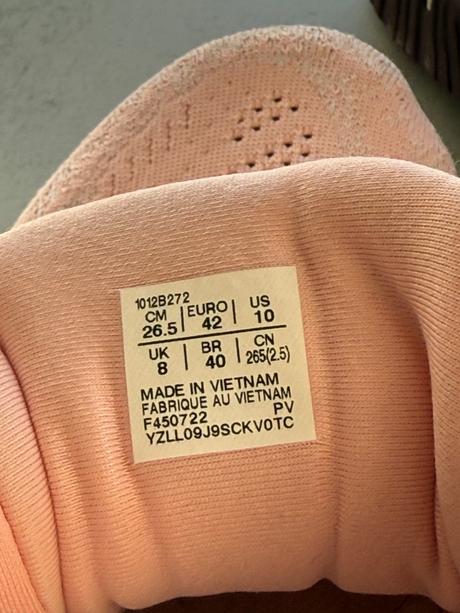 1012B272
CM EURO US
26.5 42 10
UK BR CN
8 40 265(2.5)
MADE IN VIETNAM
FABRIQUE AU VIETNAM
F450722 PV
YZLL09J9SCKV0TC